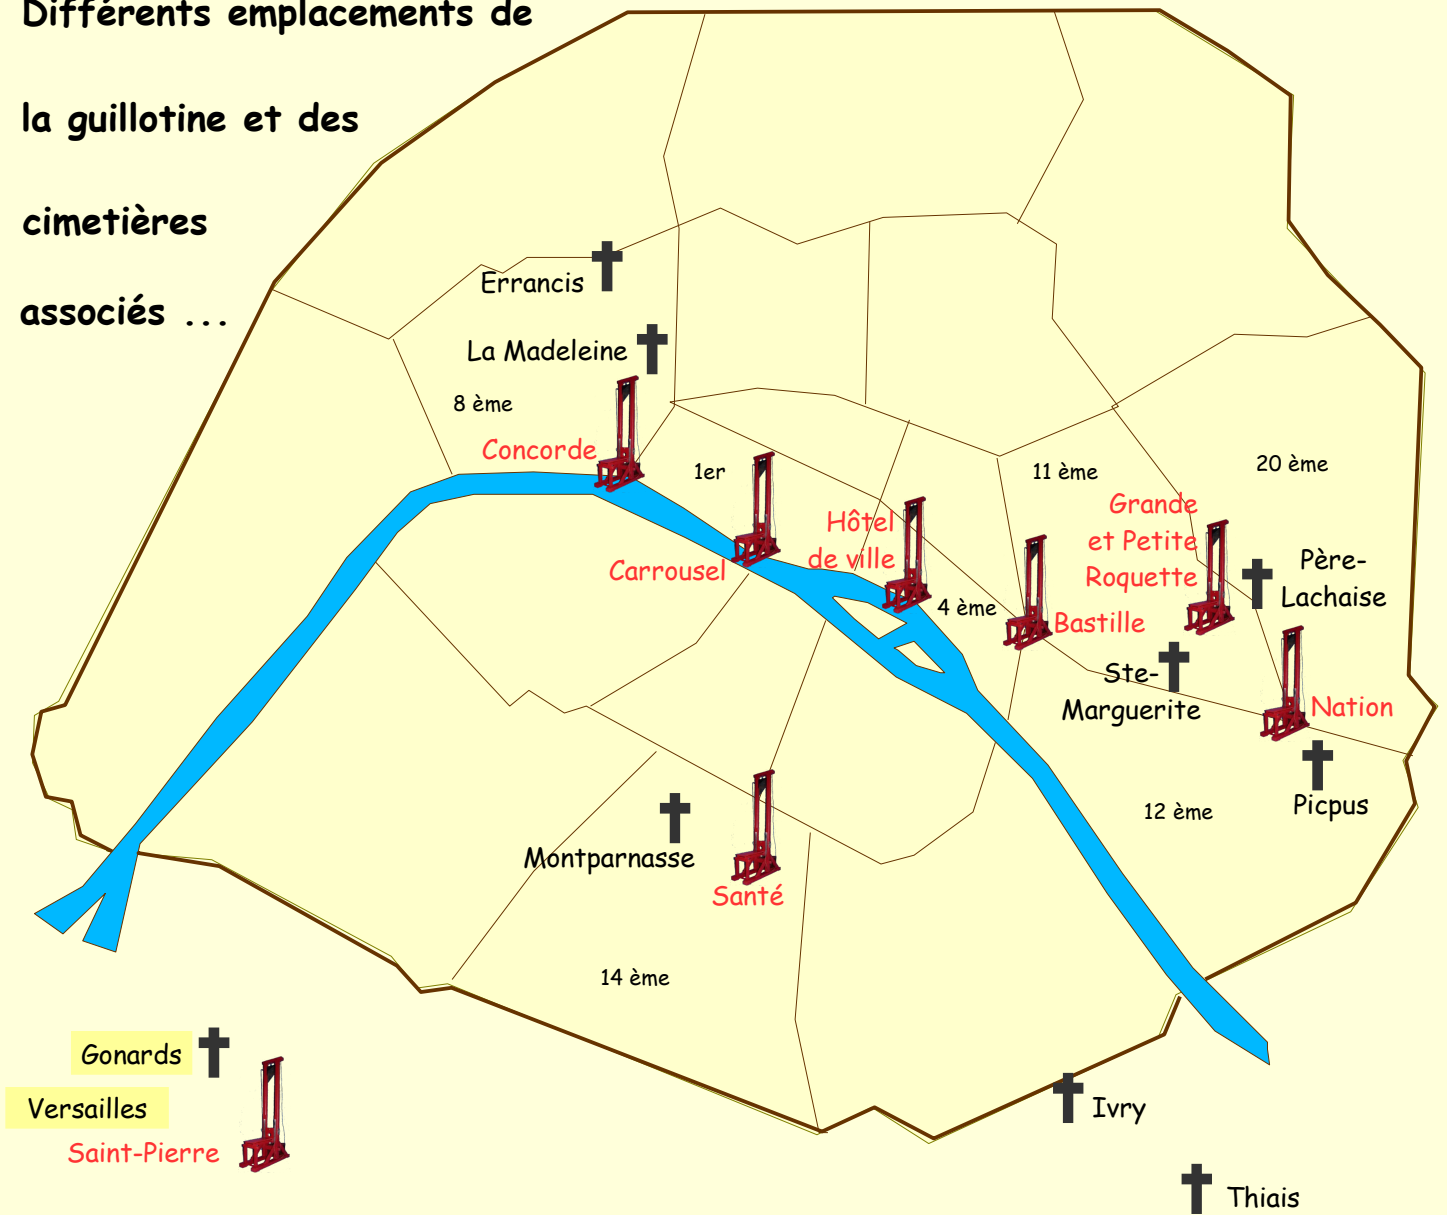 Différents emplacements de
la guillotine et des
cimetières
associés ...
Errancis
La Madeleine
8 ème
Concorde
1er
11 ème
20 ème
Grande
et Petite
Roquette
Hôtel
de ville
Carrousel
Père-
Lachaise
4 ème
Bastille
Ste-
Marguerite
Nation
Picpus
12 ème
Montparnasse
Santé
14 ème
Gonards
Versailles
Saint-Pierre
Ivry
Thiais